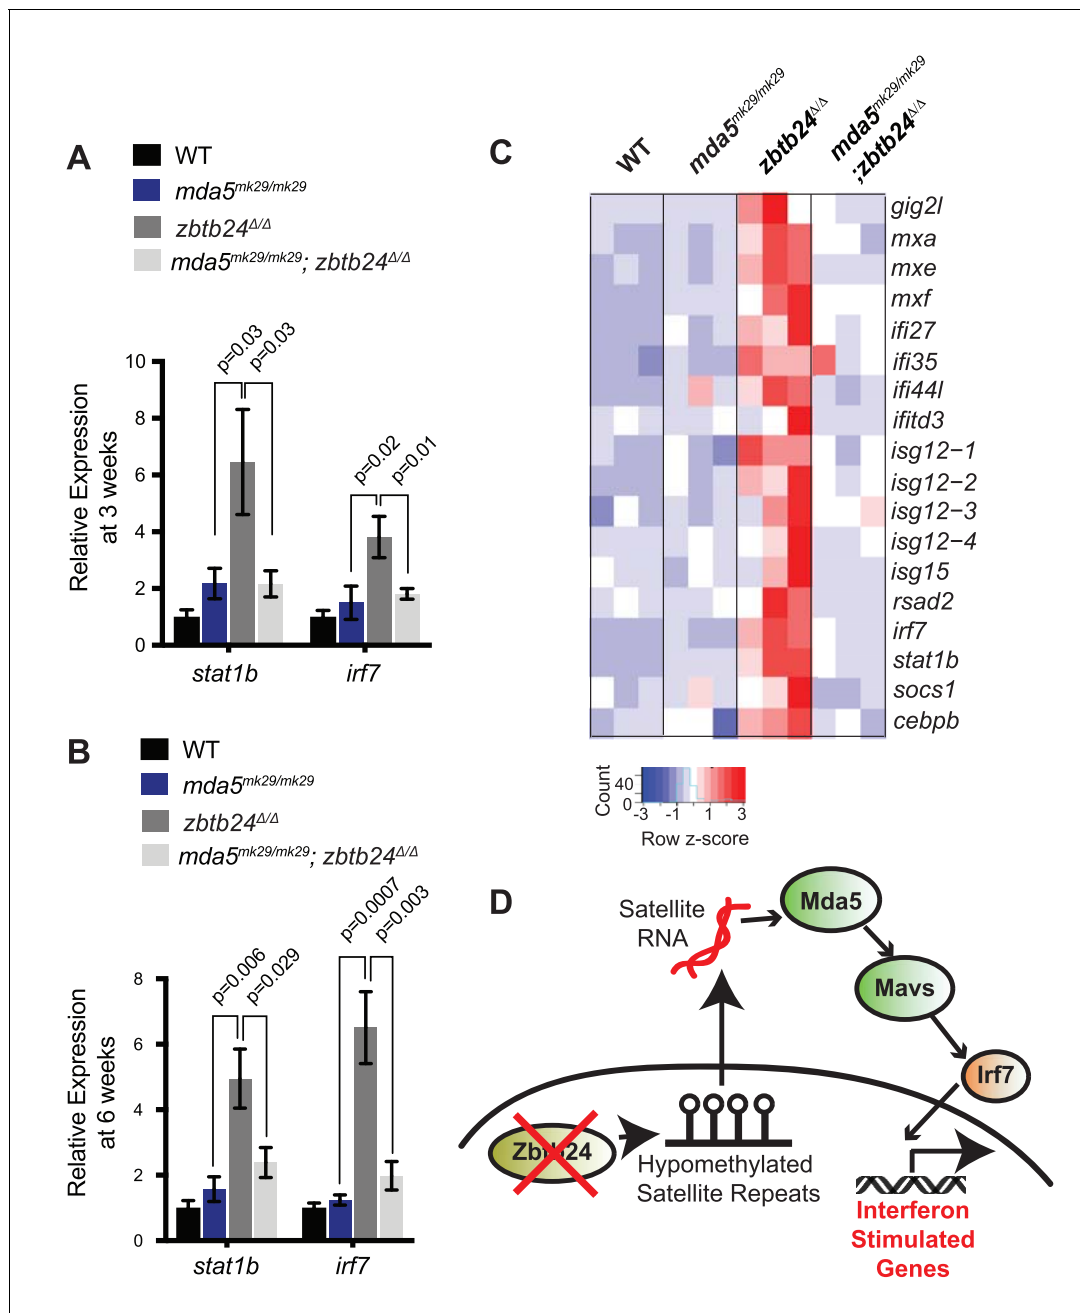 A
WT
mda5mk29/mk29
zbtb24Δ/Δ
mda5mk29/mk29; zbtb24Δ/Δ
Relative Expression
at 3 weeks
10
8
6
4
2
0
p=0.03
p=0.03
p=0.02
p=0.01
stat1b
irf7
B
WT
mda5mk29/mk29
zbtb24Δ/Δ
mda5mk29/mk29; zbtb24Δ/Δ
Relative Expression
at 6 weeks
8
6
4
2
0
p=0.006
p=0.029
p=0.0007
p=0.003
stat1b
irf7
C
WT
mda5mk29/mk29
zbtb24Δ/Δ
mda5mk29/mk29
;zbtb24Δ/Δ
gig2l
mxa
mxe
mxf
ifi27
ifi35
ifi44l
ifitd3
isg12−1
isg12−2
isg12−3
isg12−4
isg15
rsad2
irf7
stat1b
socs1
cebpb
Count
40
0
-3 -1 1 3
Row z-score
D
Satellite
RNA
Mda5
Mavs
Irf7
Zbtb24
Hypomethylated
Satellite Repeats
Interferon
Stimulated
Genes